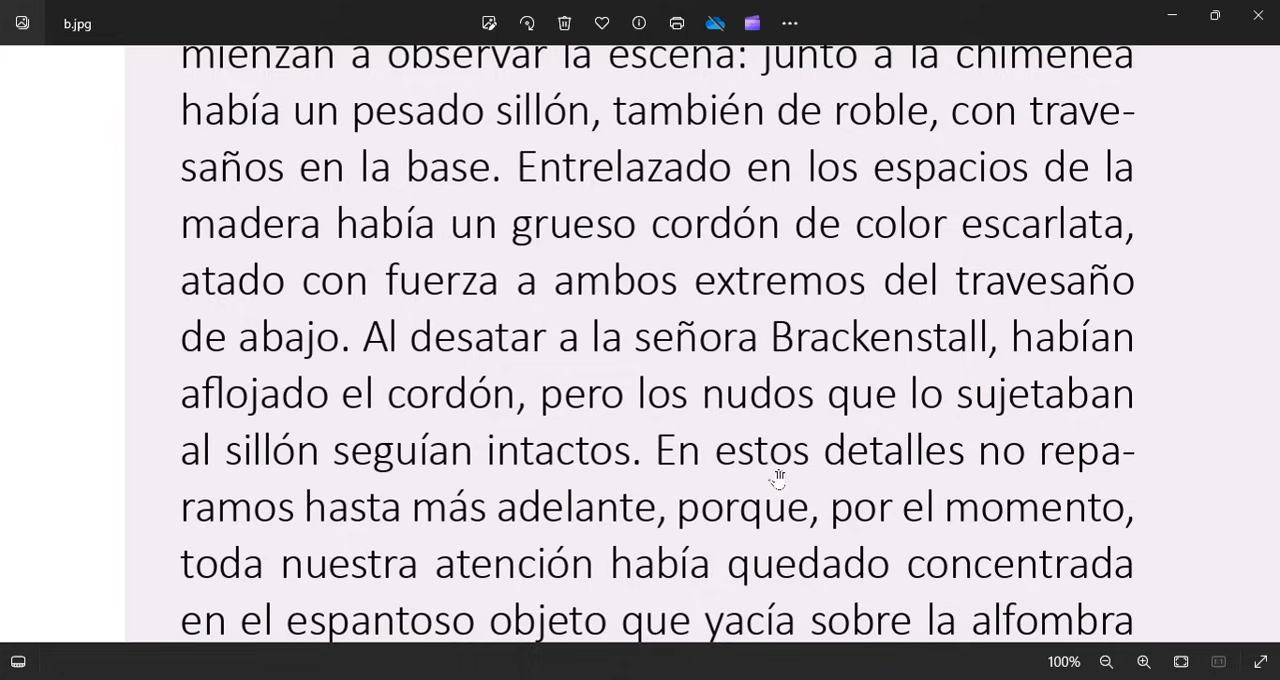 b.jpg
mienzan a observar la escena: junto a la chimenea
había un pesado sillón, también de roble, con trave-
saños en la base. Entrelazado en los espacios de la
madera había un grueso cordón de color escarlata,
atado con fuerza a ambos extremos del travesaño
de abajo. Al desatar a la señora Brackenstall, habían
aflojado el cordón, pero los nudos que lo sujetaban
al sillón seguían intactos. En estos detalles no repa-
ramos hasta más adelante, porque, por el momento,
toda nuestra atención había quedado concentrada
en el espantoso objeto que yacía sobre la alfombra
100%